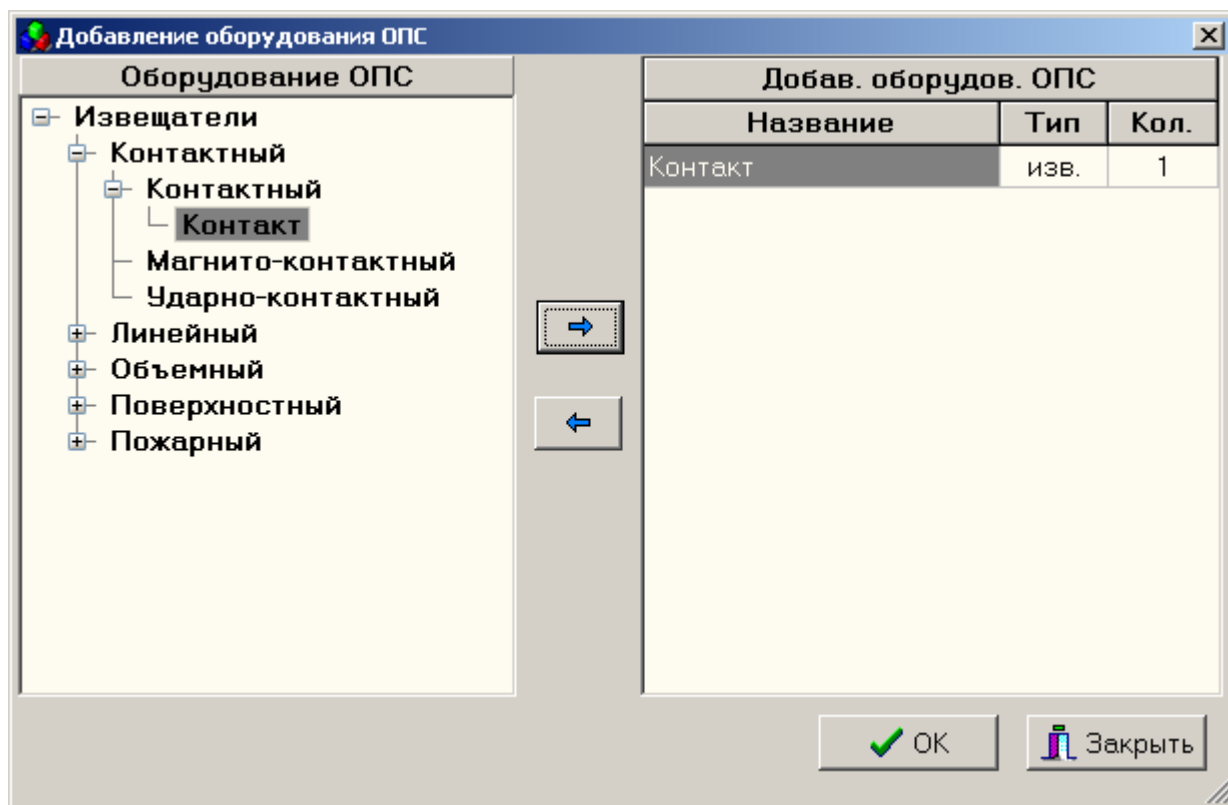 Добавление оборудования ОПС
Оборудование ОПС
Извещатели
Контактный
Контактный
Контакт
Магнито-контактный
Ударно-контактный
Линейный
Объемный
Поверхностный
Пожарный
Добав. оборудов. ОПС
Название Тип Кол.
Контакт изв. 1
OK Закрыть